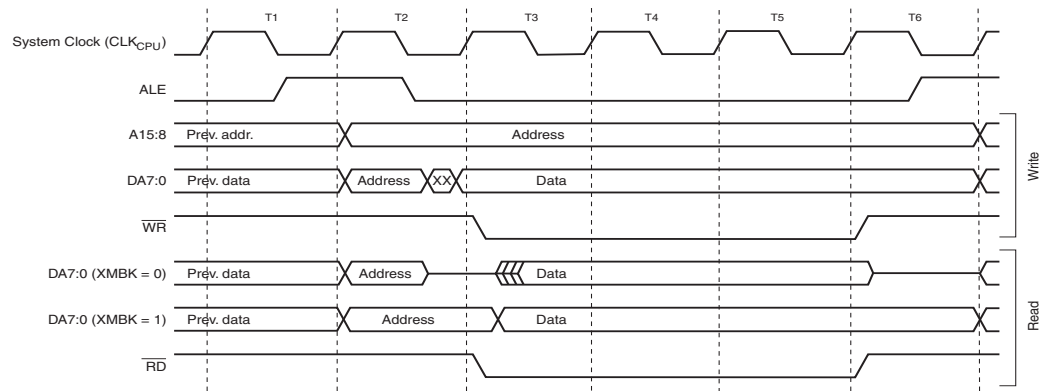 T1 T2 T3 T4 T5 T6
System Clock (CLKCPU)
ALE
A15:8 Prev. addr. Address
DA7:0 Prev. data Address XX Data
WR
Write
DA7:0 (XMBK = 0) Prev. data Address Data
DA7:0 (XMBK = 1) Prev. data Address Data
RD
Read